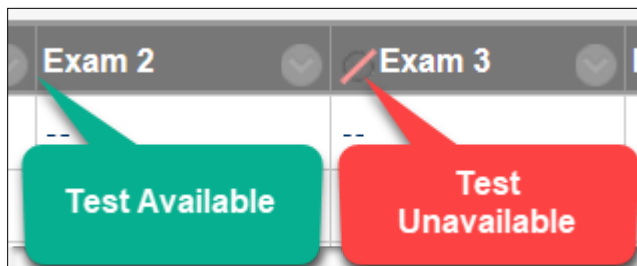 Exam 2
Exam 3
--
--
Test Available
Test
Unavailable